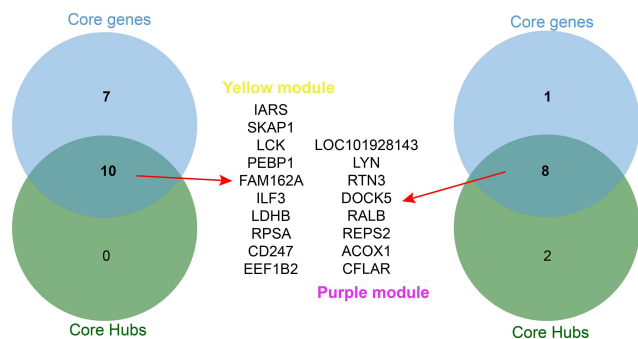 Core genes
7
10
0
Core Hubs
Yellow module
IARS
SKAP1
LCK
PEBP1
FAM162A
ILF3
LDHB
RPSA
CD247
EEF1B2
LOC101928143
LYN
RTN3
DOCK5
RALB
REPS2
ACOX1
CFLAR
Purple module
Core genes
1
8
2
Core Hubs